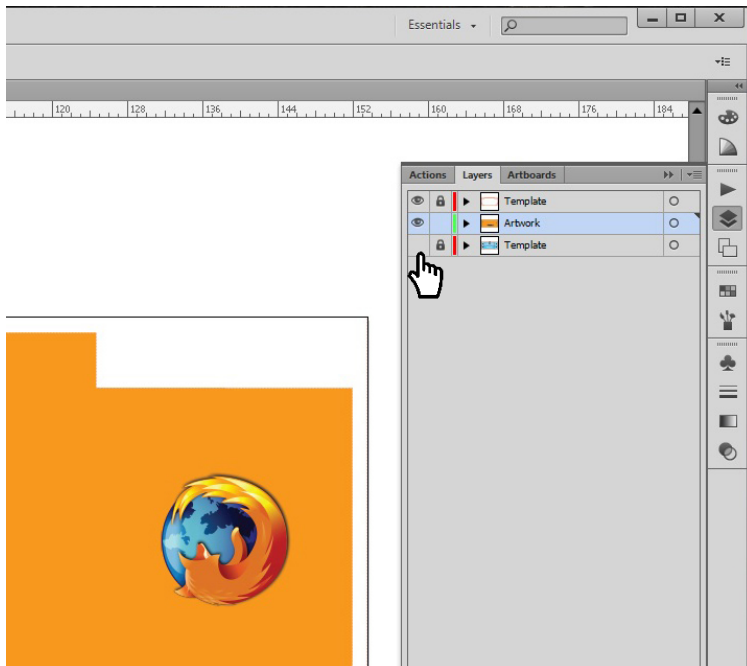 Essentials
120 128 136 144 152 160 168 176 184
Actions Layers Artboards
Template
Artwork
Template